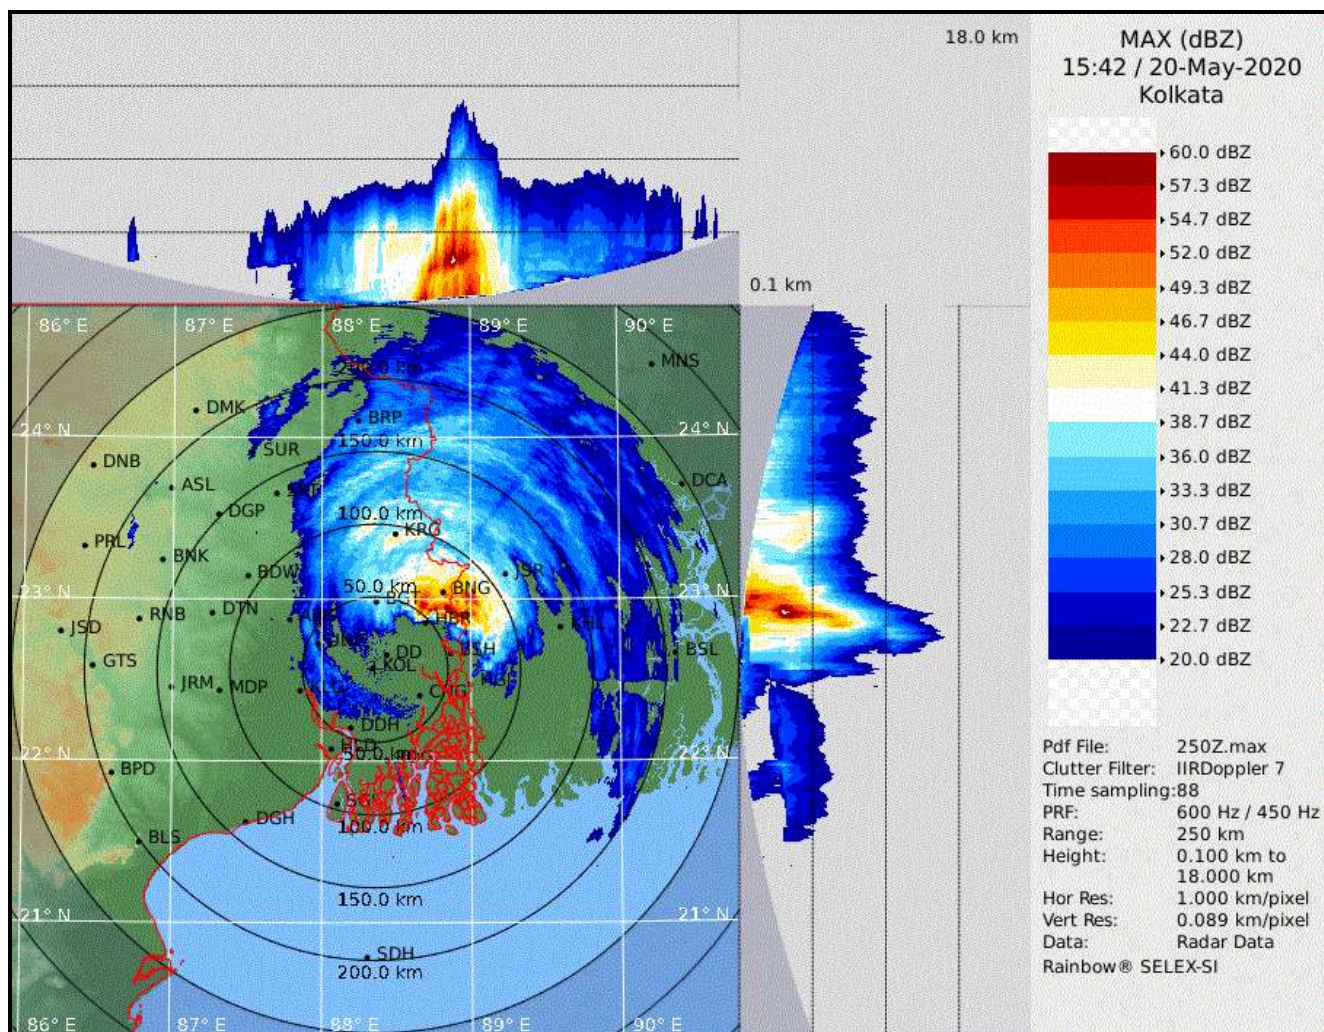 18.0 km
MAX (dBZ)
15:42 / 20-May-2020
Kolkata
60.0 dBZ
57.3 dBZ
54.7 dBZ
52.0 dBZ
49.3 dBZ
46.7 dBZ
44.0 dBZ
41.3 dBZ
38.7 dBZ
36.0 dBZ
33.3 dBZ
30.7 dBZ
28.0 dBZ
25.3 dBZ
22.7 dBZ
20.0 dBZ
0.1 km
86° E 87° E 88° E 89° E 90° E
MNS
DMK
BRP
24° N 150.0 km 24° N
SUR
DNB
ASL
DCA
DGP
100.0 km
KRG
PRL
BNK
BDW
JSR
50.0 km
BNG
23° N 23° N
RNB
DTN
JSD
DD
BSL
GTS
KOL
JRM
MDP
DDH
22° N 50.0 km 22° N
BPD
DGH
100.0 km
BLS
150.0 km
21° N 21° N
SDH
200.0 km
86° E 87° E 88° E 89° E 90° E
Pdf File: 250Z.max
Clutter Filter: IIRDoppler 7
Time sampling:88
PRF: 600 Hz / 450 Hz
Range: 250 km
Height: 0.100 km to
18.000 km
Hor Res: 1.000 km/pixel
Vert Res: 0.089 km/pixel
Data: Radar Data
Rainbow® SELEX-SI